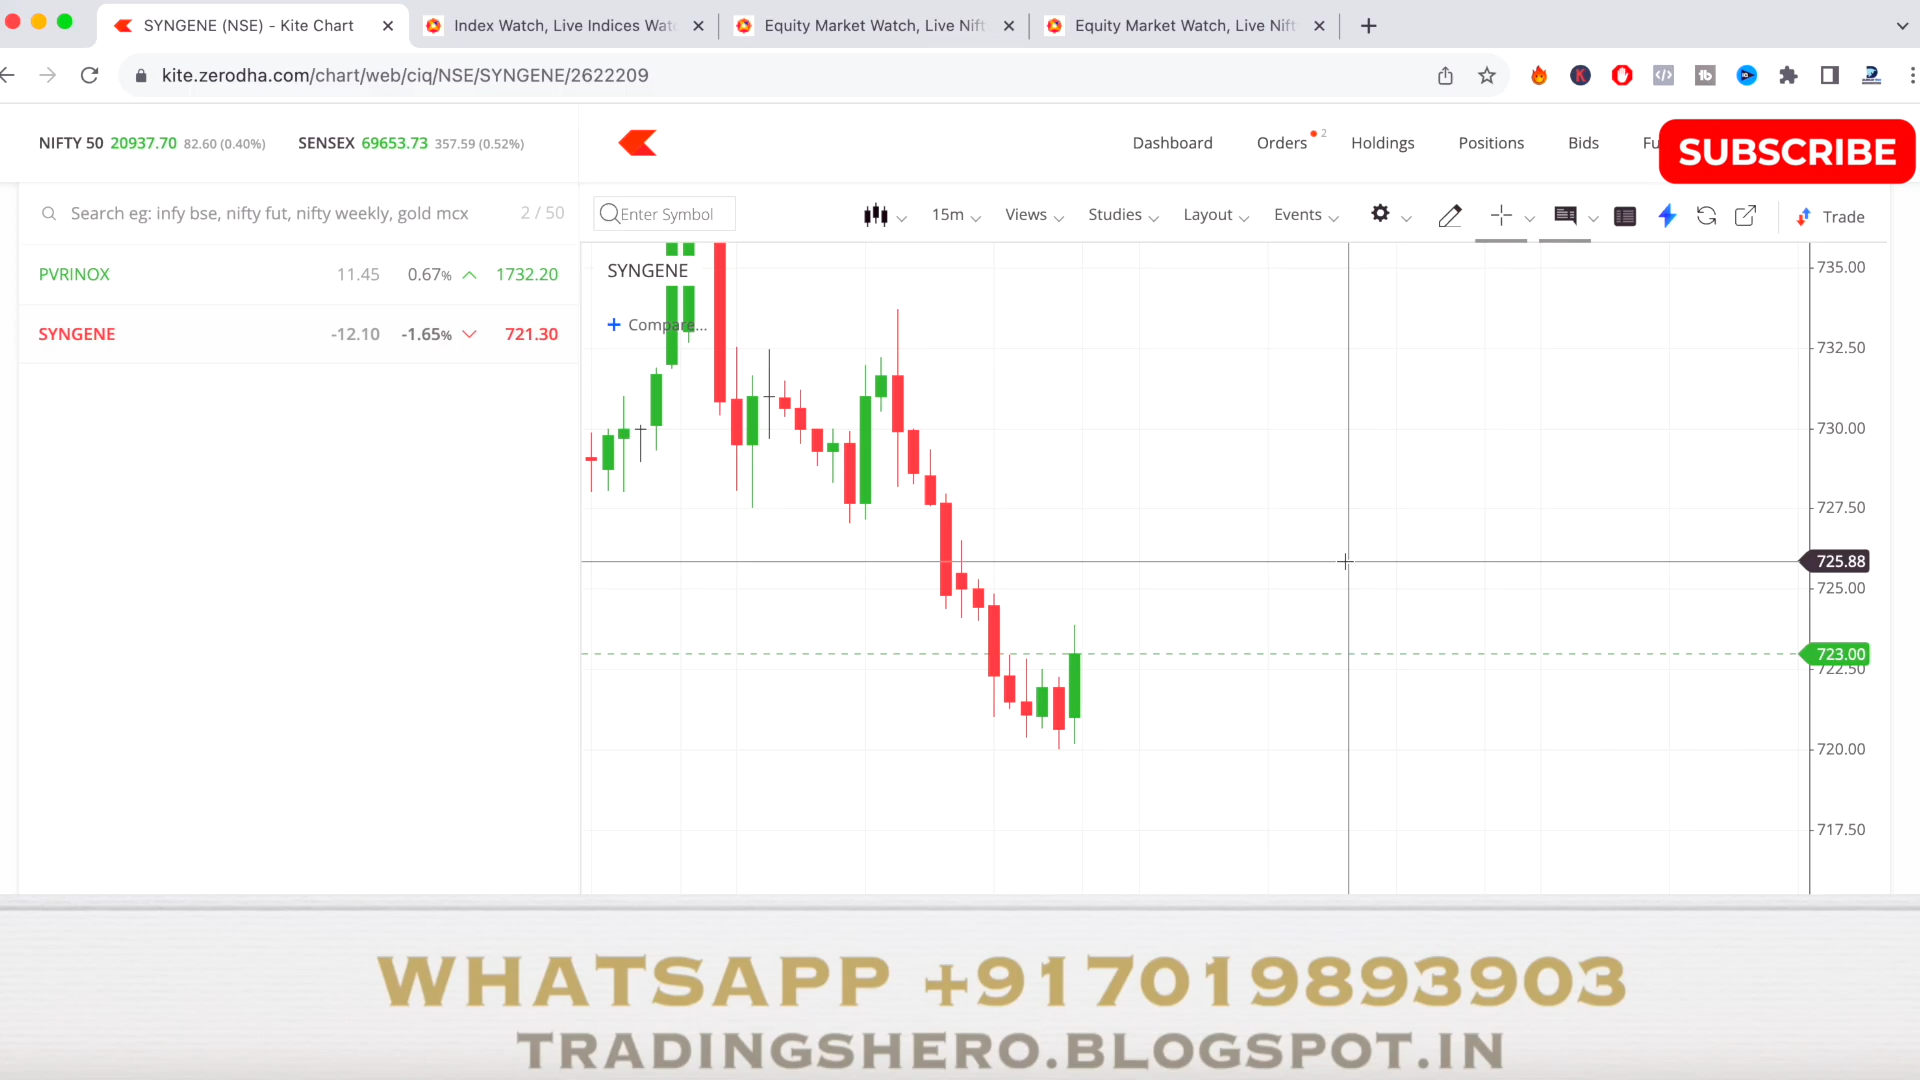 SYNGENE (NSE) - Kite Chart
Index Watch, Live Indices Wat
Equity Market Watch, Live Nift
Equity Market Watch, Live Nift
kite.zerodha.com/chart/web/ciq/NSE/SYNGENE/2622209
NIFTY 50 20937.70 82.60 (0.40%) SENSEX 69653.73 357.59 (0.52%)
Dashboard Orders 2 Holdings Positions Bids Fu
SUBSCRIBE
Search eg: infy bse, nifty fut, nifty weekly, gold mcx 2 / 50
Enter Symbol 15m Views Studies Layout Events Trade
PVRINOX 11.45 0.67% 1732.20
SYNGENE -12.10 -1.65% 721.30
SYNGENE
+ Compare...
735.00
732.50
730.00
727.50
725.88
725.00
723.00
722.50
720.00
717.50
WHATSAPP +917019893903
TRADINGSHERO.BLOGSPOT.IN